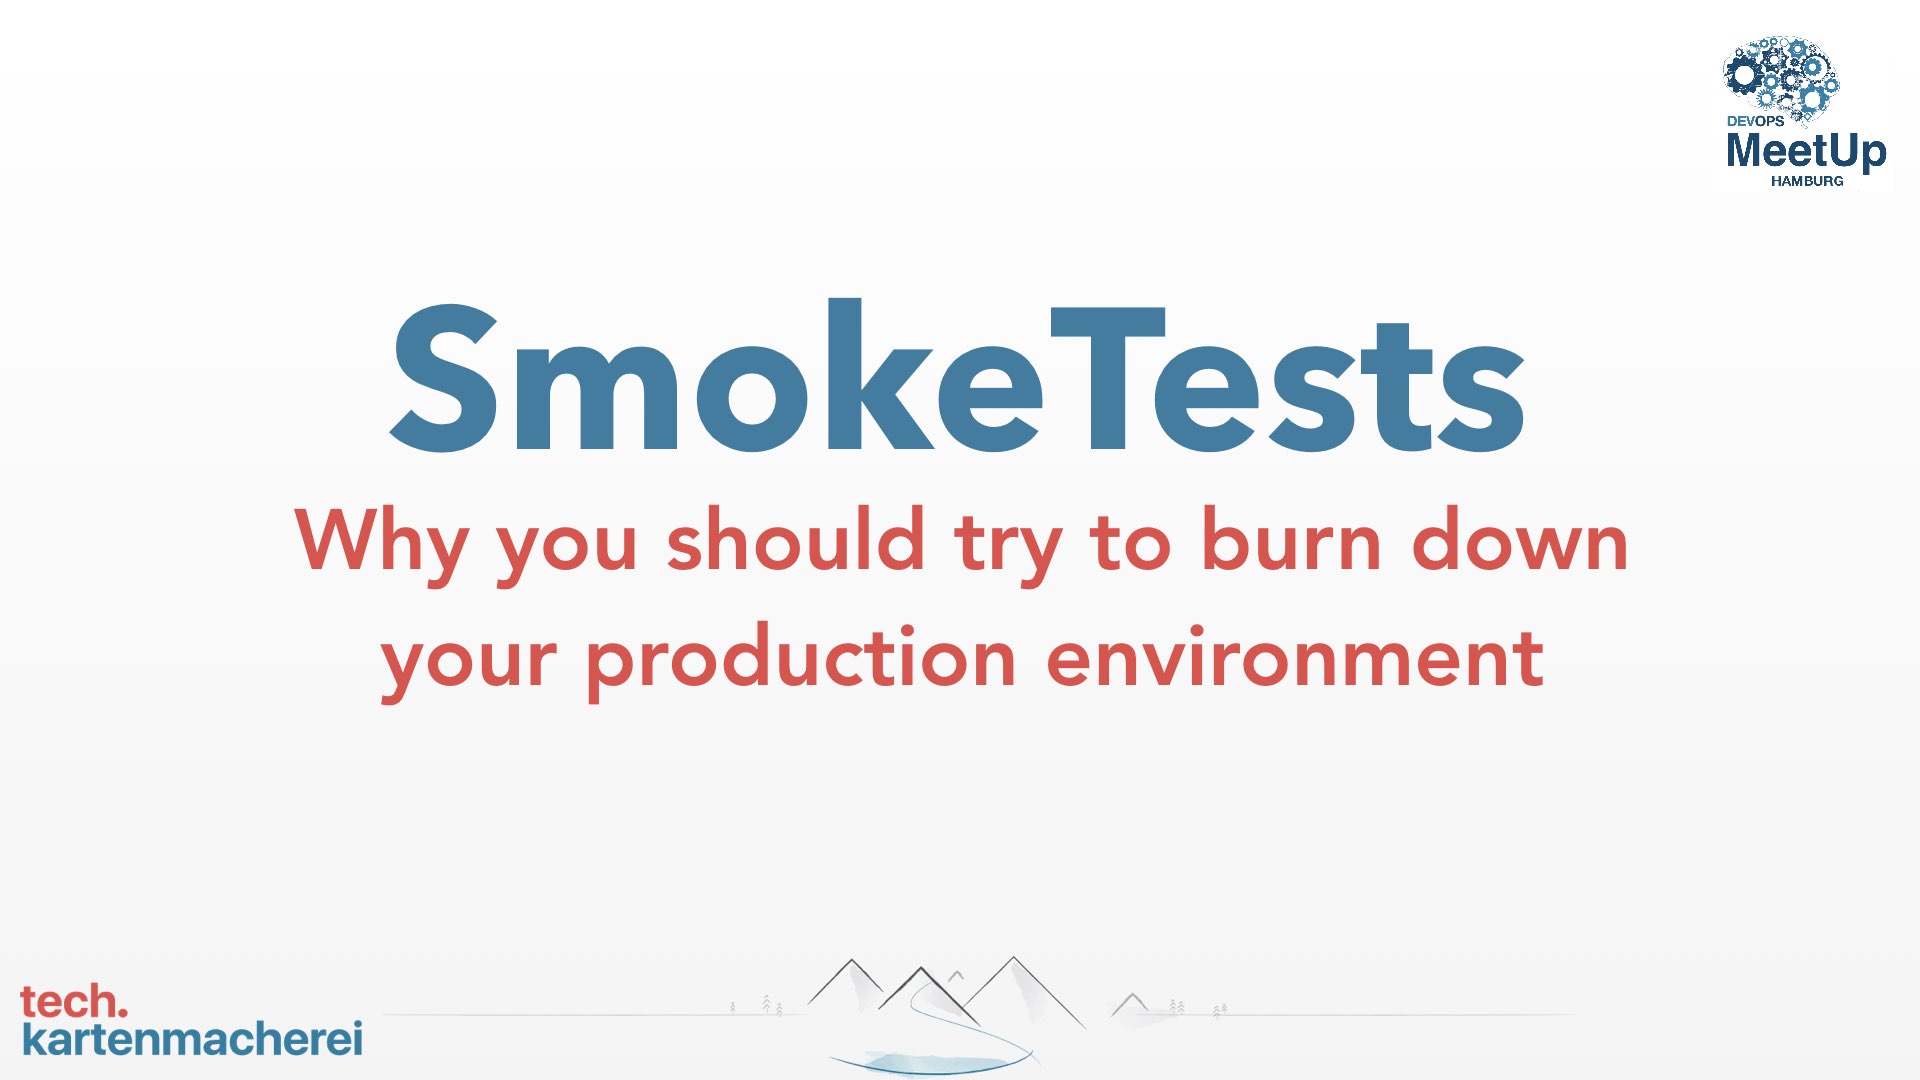 DEVOPS
MeetUp
HAMBURG
SmokeTests
Why you should try to burn down
your production environment
tech.
kartenmacherei